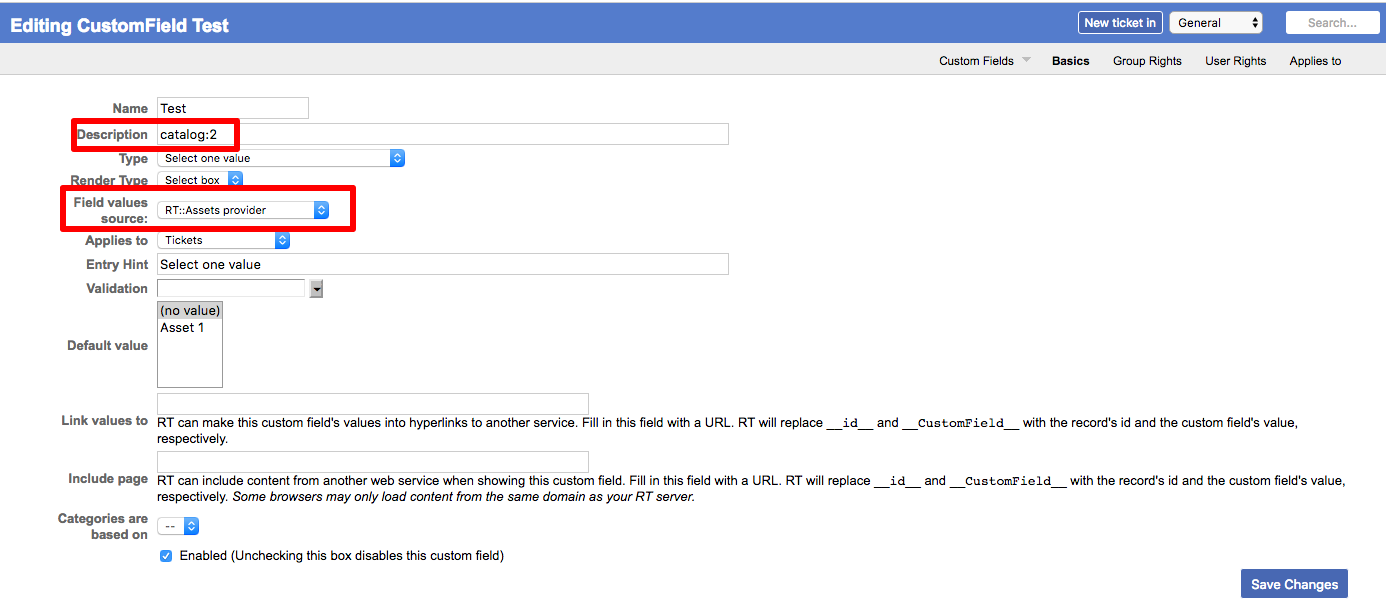 Editing CustomField Test
New ticket in General Search...
Custom Fields Basics Group Rights User Rights Applies to
Name Test
Description catalog:2
Type Select one value
Render Type Select box
Field values
source: RT::Assets provider
Applies to Tickets
Entry Hint Select one value
Validation
(no value)
Asset 1
Default value
Link values to RT can make this custom field's values into hyperlinks to another service. Fill in this field with a URL. RT will replace __id__ and __CustomField__ with the record's id and the custom field's value,
respectively.
Include page RT can include content from another web service when showing this custom field. Fill in this field with a URL. RT will replace __id__ and __CustomField__ with the record's id and the custom field's value,
respectively. Some browsers may only load content from the same domain as your RT server.
Categories are
based on --
Enabled (Unchecking this box disables this custom field)
Save Changes